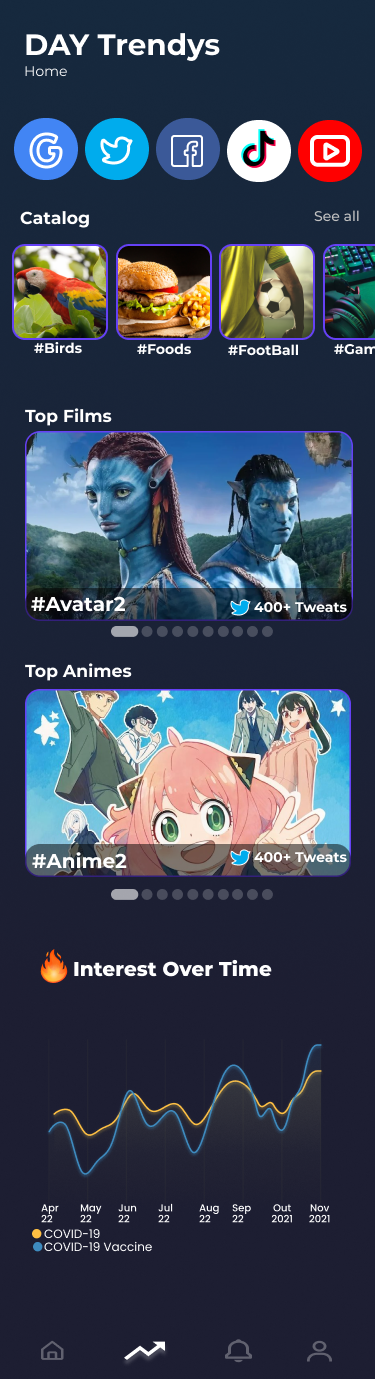 DAY Trendys
Home
Catalog
See all
#Birds
#Foods
#FootBall
#Gam
Top Films
#Avatar2
400+ Tweats
Top Animes
#Anime2
400+ Tweats
Interest Over Time
Apr 22
May 22
Jun 22
Jul 22
Aug 22
Sep 22
Out 2021
Nov 2021
COVID-19
COVID-19 Vaccine